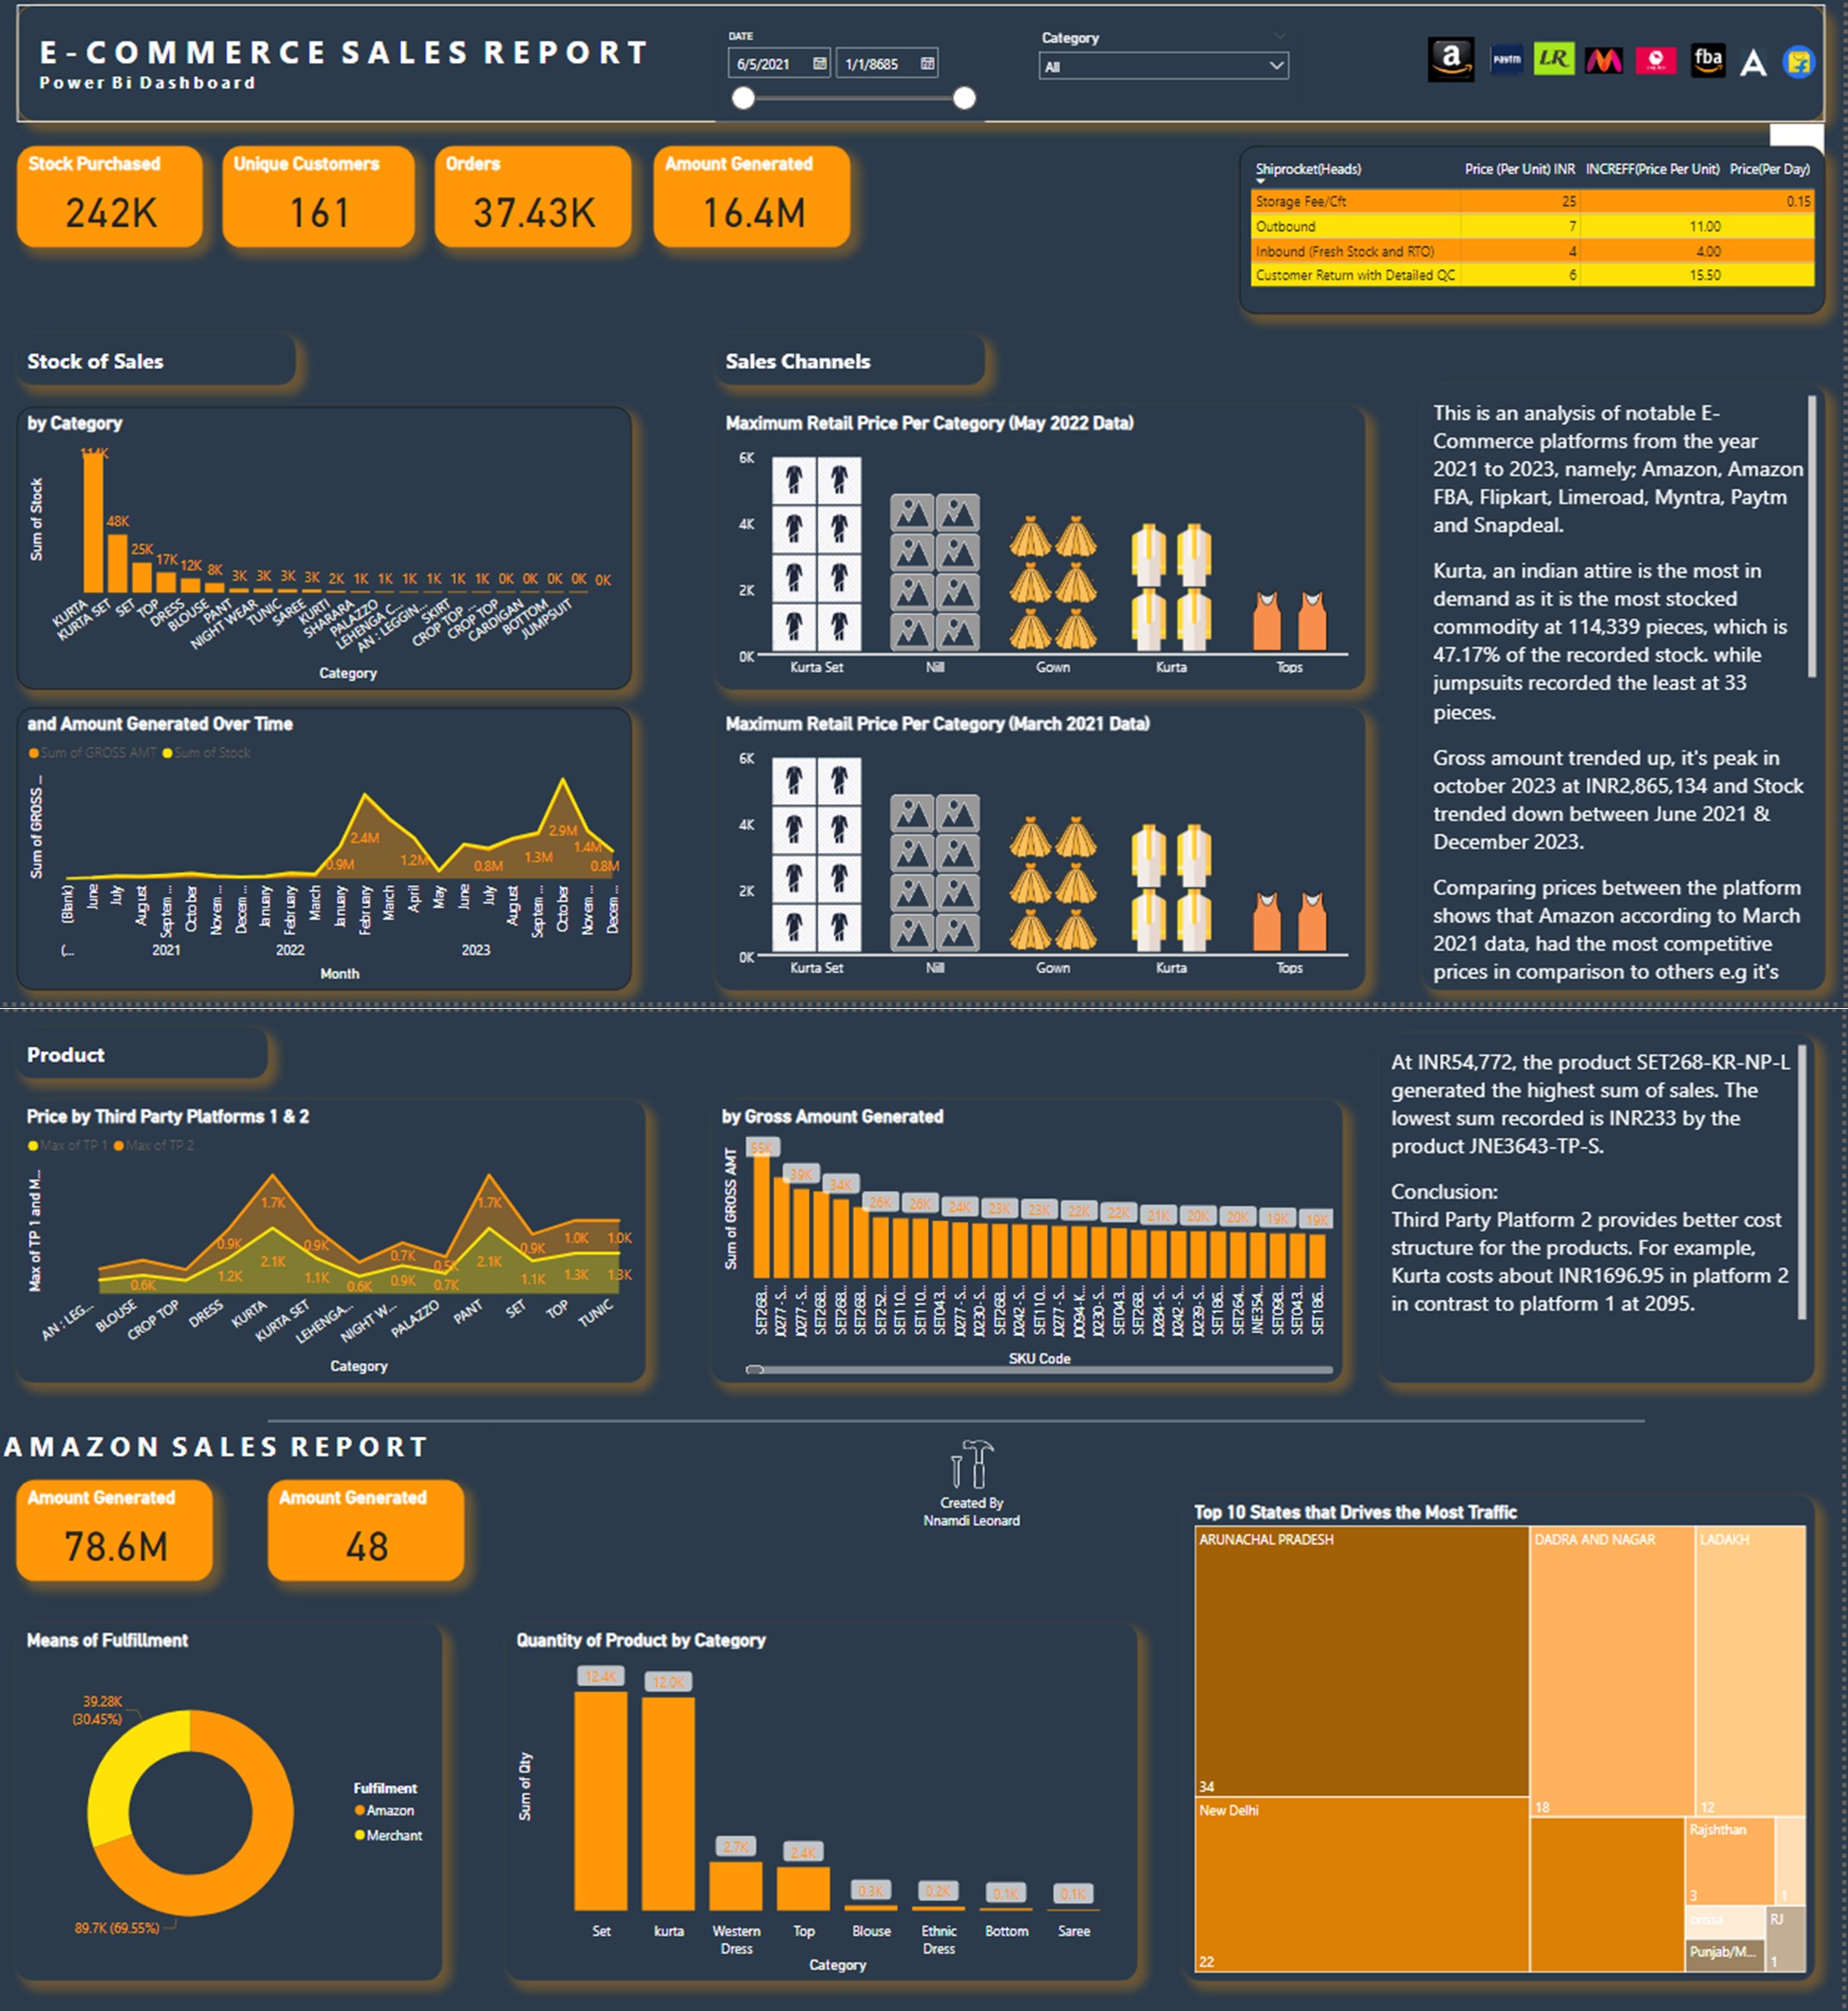 E-COMMERCE SALES REPORT
Power Bi Dashboard
DATE
6/5/2021
1/1/8685
Category
All
a
Paytm
LR
fba
Stock Purchased
242K
Unique Customers
161
Orders
37.43K
Amount Generated
16.4M
Shiprocket(Heads) Price (Per Unit) INR INCREFF(Price Per Unit) Price(Per Day)
Storage Fee/Cft 25 0.15
Outbound 7 11.00
Inbound (Fresh Stock and RTO) 4 4.00
Customer Return with Detailed QC 6 15.50
Stock of Sales
by Category
Sum of Stock
114K 48K 25K 17K 12K 8K 3K 3K 3K 3K 2K 1K 1K 1K 1K 1K 1K 0K 0K 0K 0K 0K
KURTA
KURTA SET
SET
TOP
DRESS
BLOUSE
PANT
NIGHT WEAR
TUNIC
SAREE
KURTI
SHARARA
PALAZZO
LEHENGA C...
AN : LEGGIN...
SKIRT
CROP TOP ...
CROP TOP
CARDIGAN
BOTTOM
JUMPSUIT
Category
and Amount Generated Over Time
Sum of GROSS AMT Sum of Stock
Sum of GROSS ...
0.9M 2.4M 1.2M 0.8M 1.3M 2.9M 1.4M 0.8M
(Blank) June July August Septem... October Novem... Decem... January February March January February March April May June July August Septem... October Novem... Decem...
(... 2021 2022 2023
Month
Sales Channels
Maximum Retail Price Per Category (May 2022 Data)
6K
4K
2K
0K
Kurta Set Nill Gown Kurta Tops
Maximum Retail Price Per Category (March 2021 Data)
6K
4K
2K
0K
Kurta Set Nill Gown Kurta Tops
This is an analysis of notable E-
Commerce platforms from the year
2021 to 2023, namely; Amazon, Amazon
FBA, Flipkart, Limeroad, Myntra, Paytm
and Snapdeal.
Kurta, an indian attire is the most in
demand as it is the most stocked
commodity at 114,339 pieces, which is
47.17% of the recorded stock. while
jumpsuits recorded the least at 33
pieces.
Gross amount trended up, it's peak in
october 2023 at INR2,865,134 and Stock
trended down between June 2021 &
December 2023.
Comparing prices between the platform
shows that Amazon according to March
2021 data, had the most competitive
prices in comparison to others e.g it's
Product
Price by Third Party Platforms 1 & 2
Max of TP 1 Max of TP 2
Max of TP 1 and M...
1.7K 1.7K
0.9K 0.9K 0.7K 0.5K 0.9K 1.0K 1.0K
0.6K 1.2K 2.1K 1.1K 0.6K 0.9K 0.7K 2.1K 1.1K 1.3K 1.3K
AN : LEG...
BLOUSE
CROP TOP
DRESS
KURTA
KURTA SET
LEHENGA...
NIGHT W...
PALAZZO
PANT
SET
TOP
TUNIC
Category
by Gross Amount Generated
Sum of GROSS AMT
55K 39K 34K 26K 26K 24K 23K 23K 22K 22K 21K 20K 20K 19K 19K
SET268... J0277-S... J0277-S... SET268... SET268... SET268... SET252... SET110... SET110... SET043... J0277-S... J0230-S... SET268... J0242-S... SET110... J0277-S... J0094-K... J0230-S... SET043... SET268... J0284-S... J0242-S... J0239-S... SET186... SET264... JNE354... SET098... SET043... SET186...
SKU Code
At INR54,772, the product SET268-KR-NP-L
generated the highest sum of sales. The
lowest sum recorded is INR233 by the
product JNE3643-TP-S.
Conclusion:
Third Party Platform 2 provides better cost
structure for the products. For example,
Kurta costs about INR1696.95 in platform 2
in contrast to platform 1 at 2095.
AMAZON SALES REPORT
Amount Generated
78.6M
Amount Generated
48
Created By
Nnamdi Leonard
Means of Fulfillment
39.28K
(30.45%)
89.7K (69.55%)
Fulfilment
Amazon
Merchant
Quantity of Product by Category
Sum of Qty
12.4K 12.0K 2.7K 2.4K 0.3K 0.2K 0.1K 0.1K
Set kurta Western Dress Top Blouse Ethnic Dress Bottom Saree
Category
Top 10 States that Drives the Most Traffic
ARUNACHAL PRADESH
34
DADRA AND NAGAR
18
LADAKH
12
New Delhi
22
Rajshthan
3
1
orissa
RJ
1
Punjab/M...